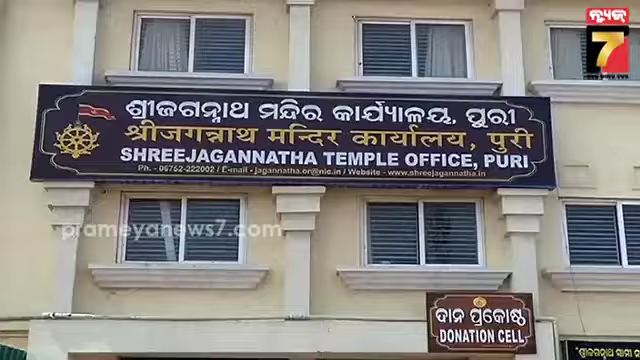 ନ୍ୟୁଜ୍
7
ଶ୍ରୀଜଗନ୍ନାଥ ମନ୍ଦିର କାର୍ଯ୍ୟାଳୟ, ପୁରୀ
श्रीजगन्नाथ मन्दिर कार्यालय, पुरी
SHREEJAGANNATHA TEMPLE OFFICE, PURI
Ph. - 06752-222002 / E-mail - jagannatha.or@nic.in / Website - www.shreejagannatha.in
prameyanews7.com
ଦାନ ପ୍ରକୋଷ୍ଠ
DONATION CELL
"ଶ୍ରୀଜଗନ୍ନାଥ ସ୍ଵାମୀ